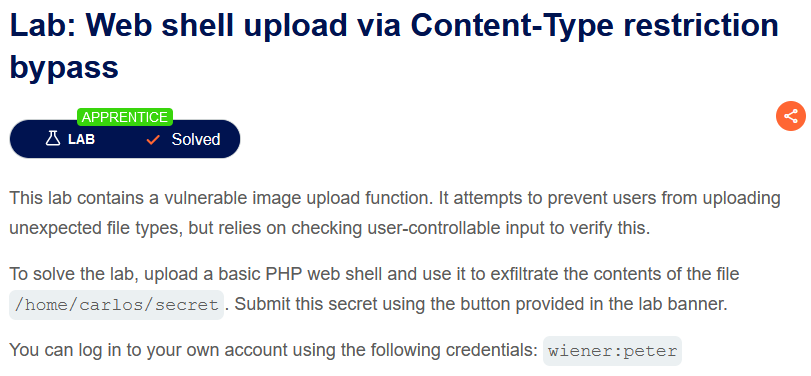 Lab: Web shell upload via Content-Type restriction
bypass
APPRENTICE
LAB
Solved
This lab contains a vulnerable image upload function. It attempts to prevent users from uploading
unexpected file types, but relies on checking user-controllable input to verify this.
To solve the lab, upload a basic PHP web shell and use it to exfiltrate the contents of the file
/home/carlos/secret . Submit this secret using the button provided in the lab banner.
You can log in to your own account using the following credentials: wiener:peter